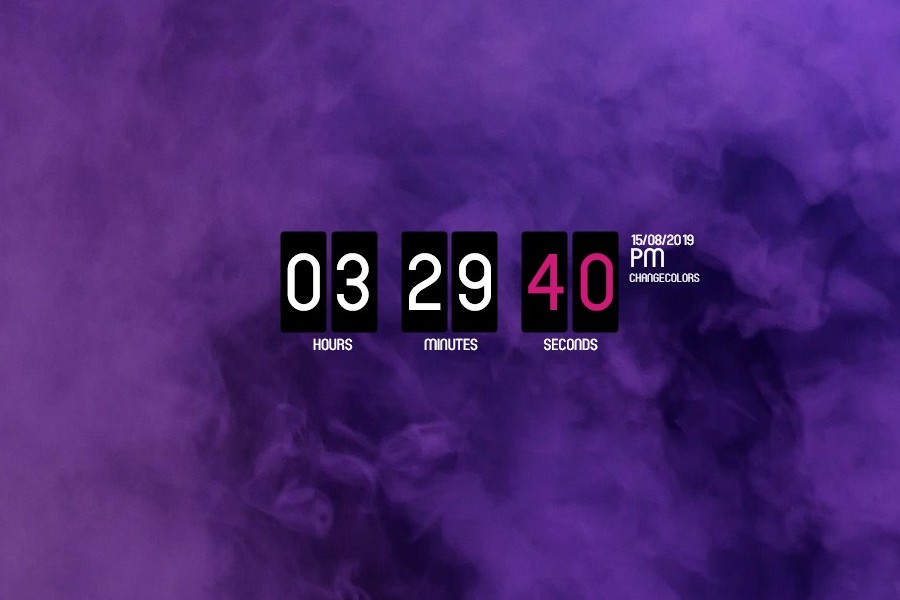 03 29 40
HOURS MINUTES SECONDS
15/08/2019
PM
CHANGECOLORS